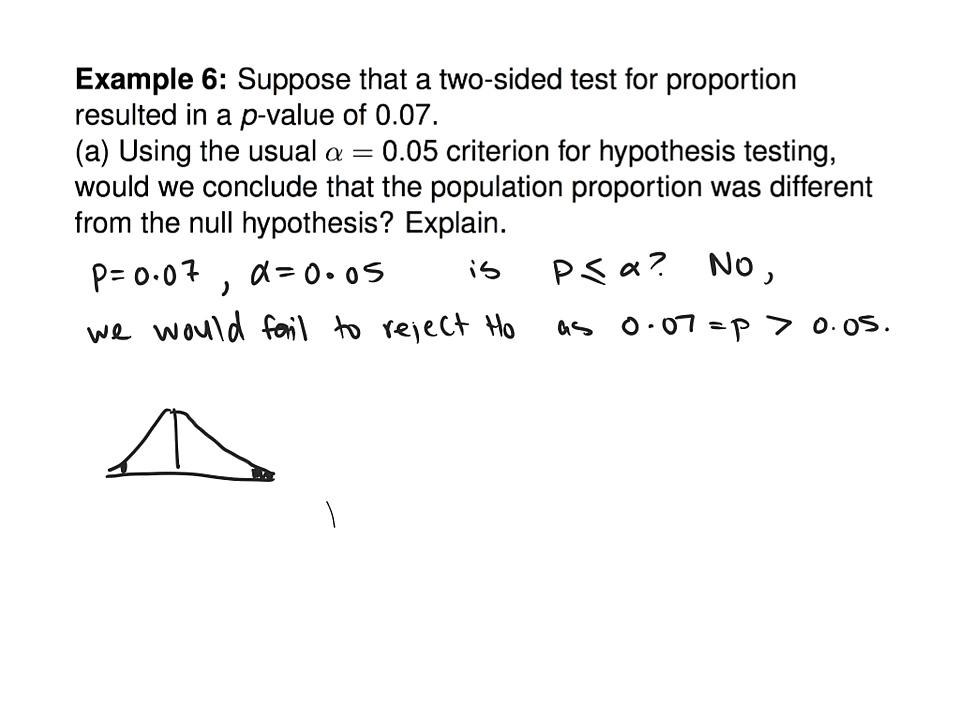 Example 6: Suppose that a two-sided test for proportion
resulted in a p-value of 0.07.
(a) Using the usual α = 0.05 criterion for hypothesis testing,
would we conclude that the population proportion was different
from the null hypothesis? Explain.
p=0.07, α=0.05 is p≤α? No,
we would fail to reject H0 as 0.07=p > 0.05.